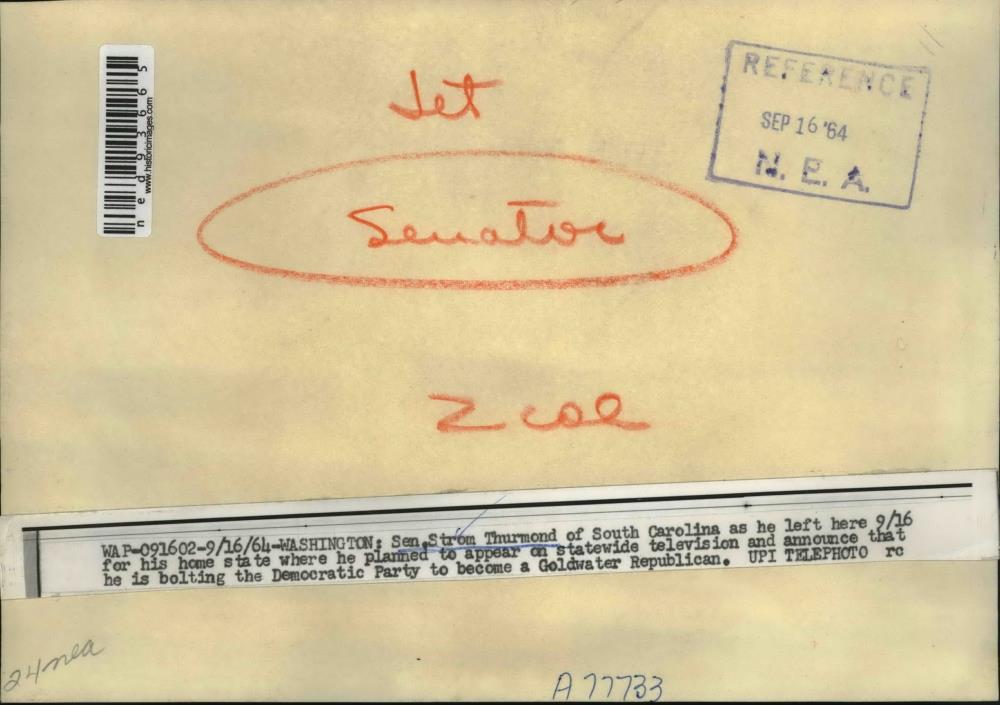 Jet
Senator
2 col
REFERENCE
SEP 16 '64
N. E. A.
ned93665
www.historicimages.com
WAP-091602-9/16/64-WASHINGTON: Sen.Strom Thurmond of South Carolina as he left here 9/16
for his home state where he planned to appear on statewide television and announce that
he is bolting the Democratic Party to become a Goldwater Republican. UPI TELEPHOTO rc
24 nea
A 77733